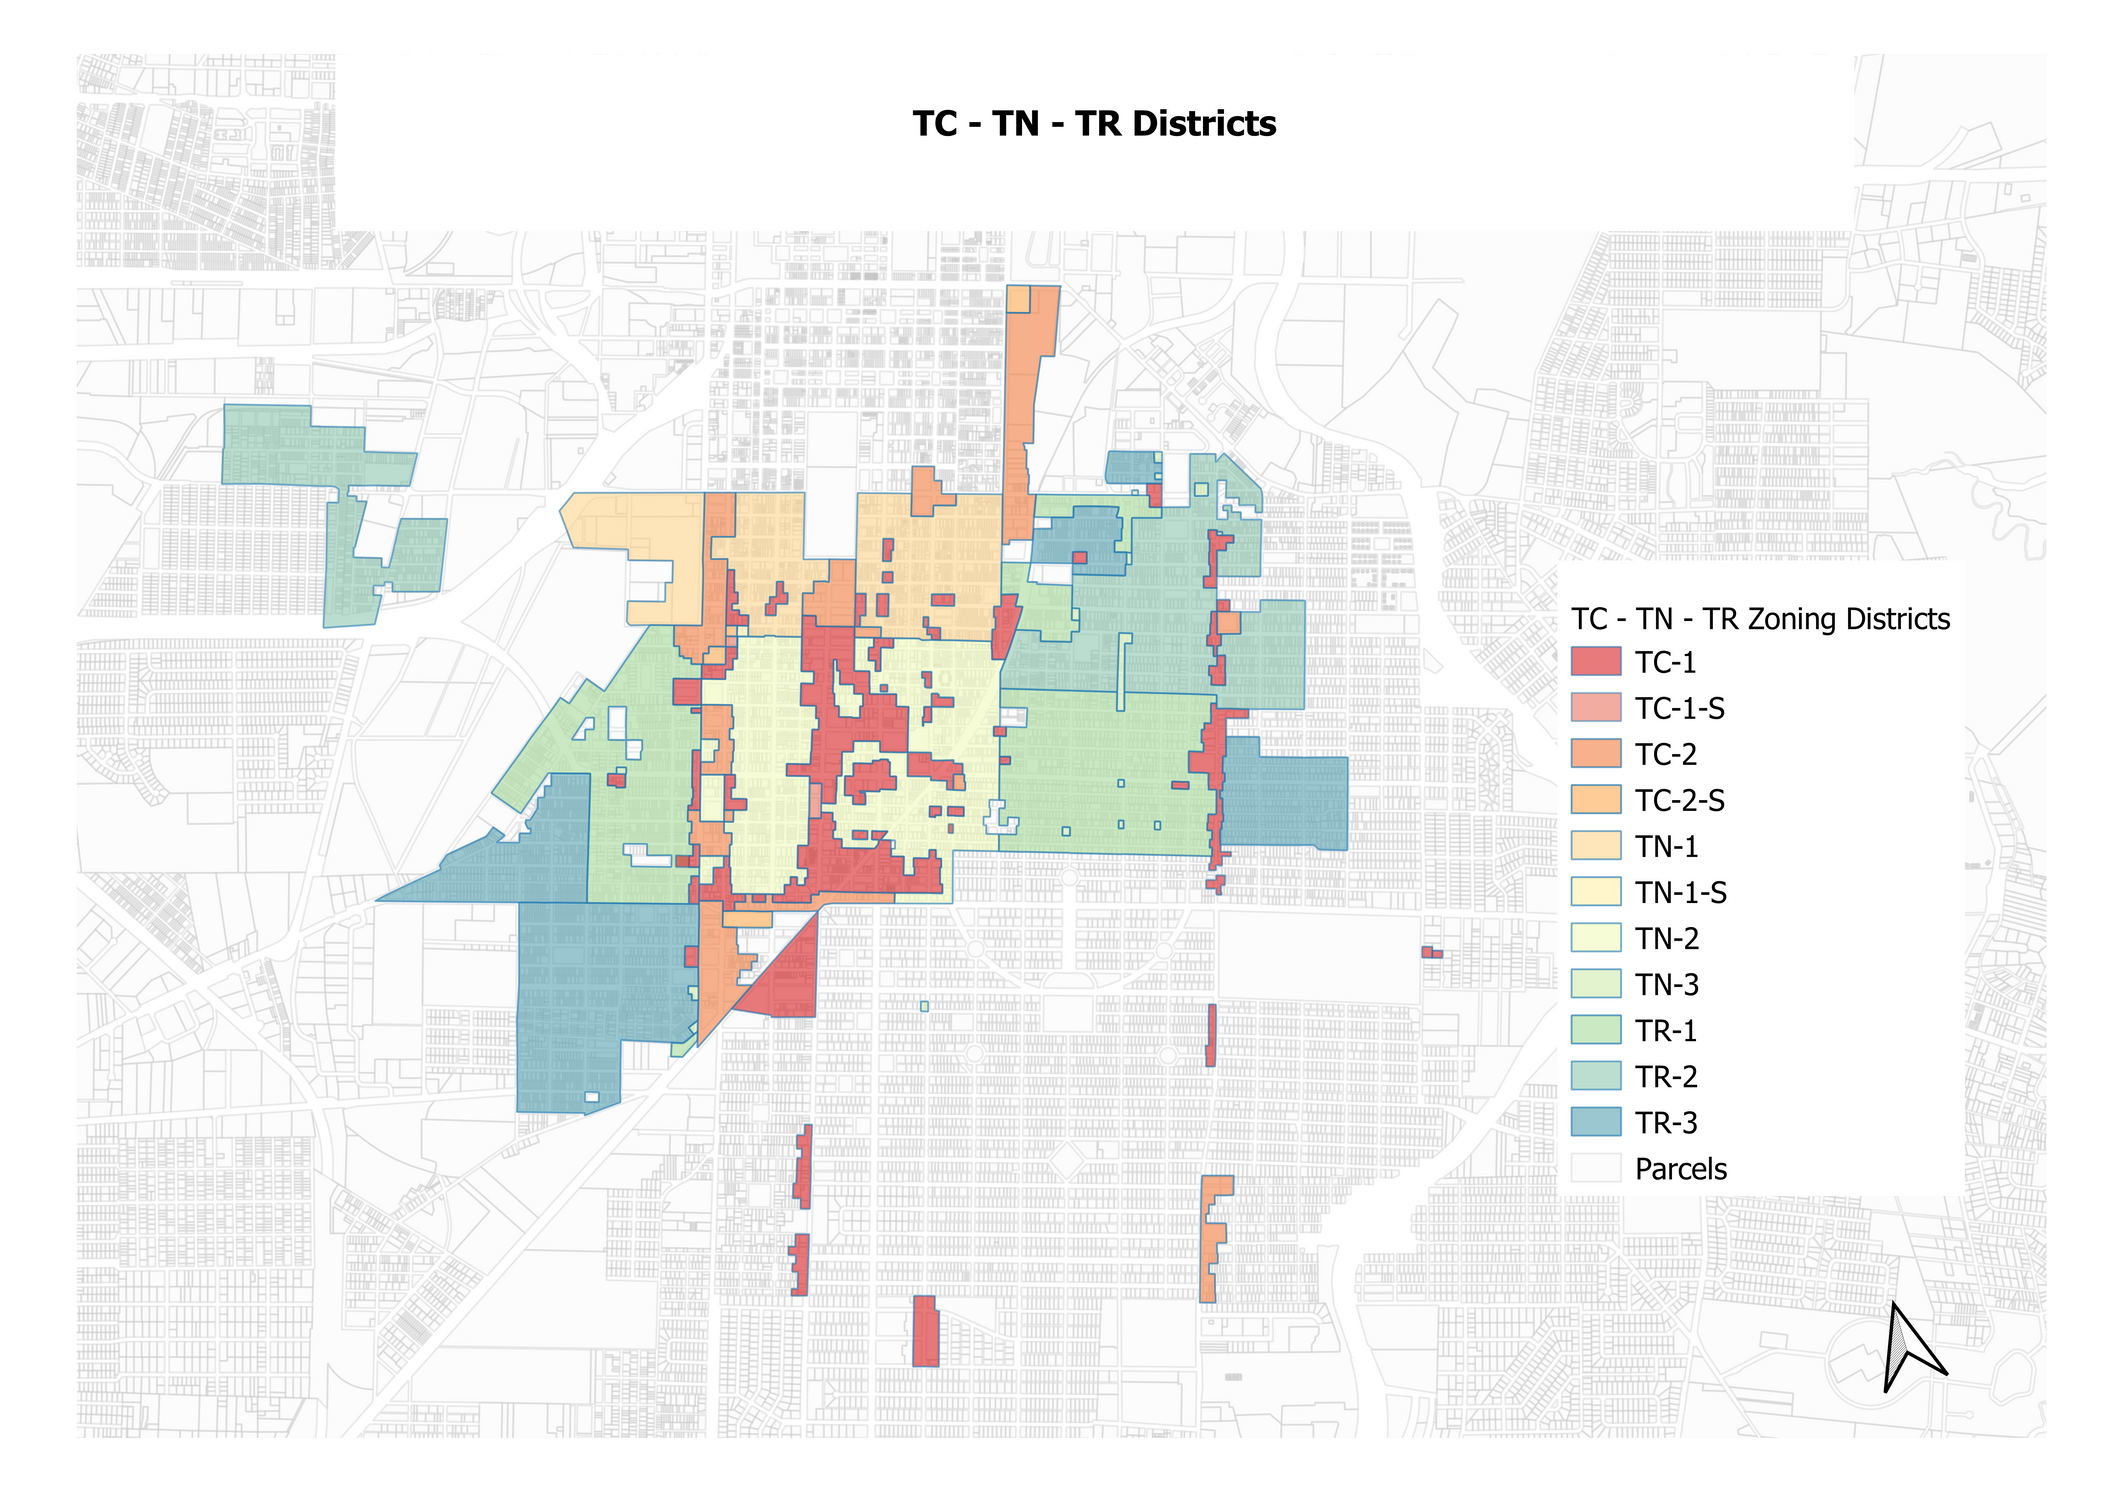 TC - TN - TR Districts
TC - TN - TR Zoning Districts
TC-1
TC-1-S
TC-2
TC-2-S
TN-1
TN-1-S
TN-2
TN-3
TR-1
TR-2
TR-3
Parcels